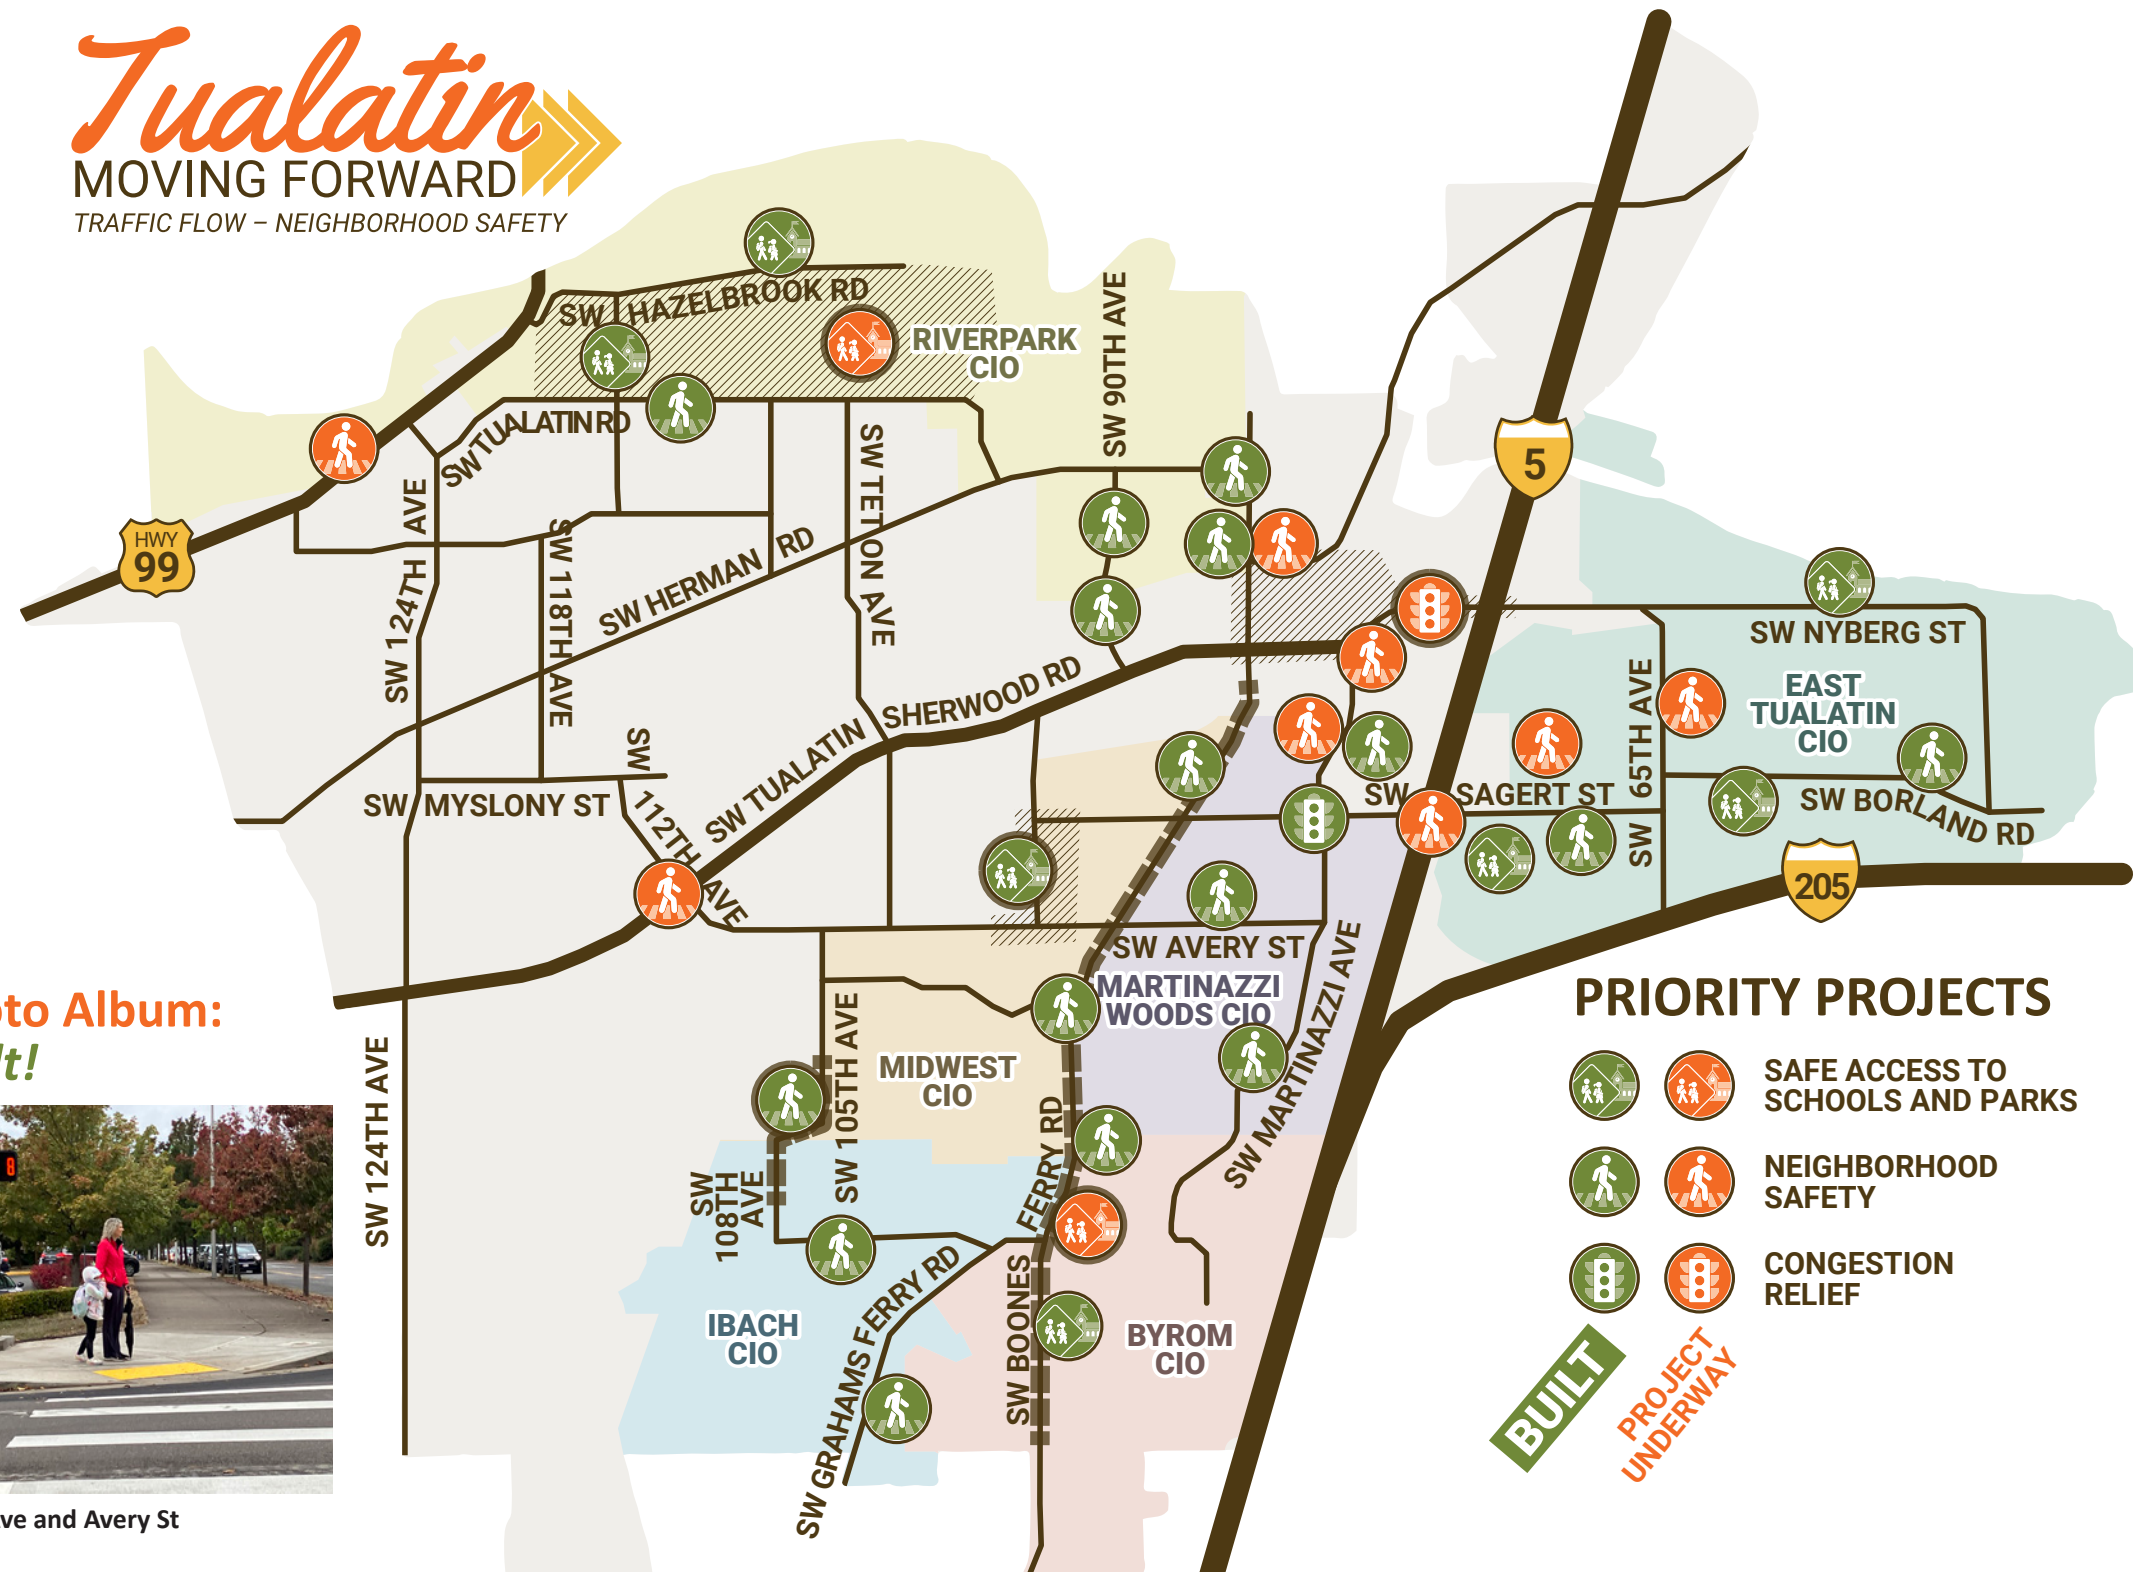 Tualatin
MOVING FORWARD
TRAFFIC FLOW – NEIGHBORHOOD SAFETY
SW HAZELBROOK RD
RIVERPARK
CIO
SW 90TH AVE
SW TUALATIN RD
SW TETON AVE
SW 124TH AVE
SW 118TH AVE
SW HERMAN RD
HWY
99
5
SW NYBERG ST
EAST
TUALATIN
CIO
SW 65TH AVE
SW TUALATIN SHERWOOD RD
SW MYSLONY ST
SW 112TH AVE
SW SAGERT ST
SW BORLAND RD
205
SW AVERY ST
MARTINAZZI
WOODS CIO
SW MARTINAZZI AVE
MIDWEST
CIO
SW 105TH AVE
SW
108TH
AVE
SW 124TH AVE
SW BOONES FERRY RD
IBACH
CIO
SW GRAHAMS FERRY RD
BYROM
CIO
PRIORITY PROJECTS
SAFE ACCESS TO
SCHOOLS AND PARKS
NEIGHBORHOOD
SAFETY
CONGESTION
RELIEF
BUILT
PROJECT
UNDERWAY
to Album:
lt!
8
ve and Avery St